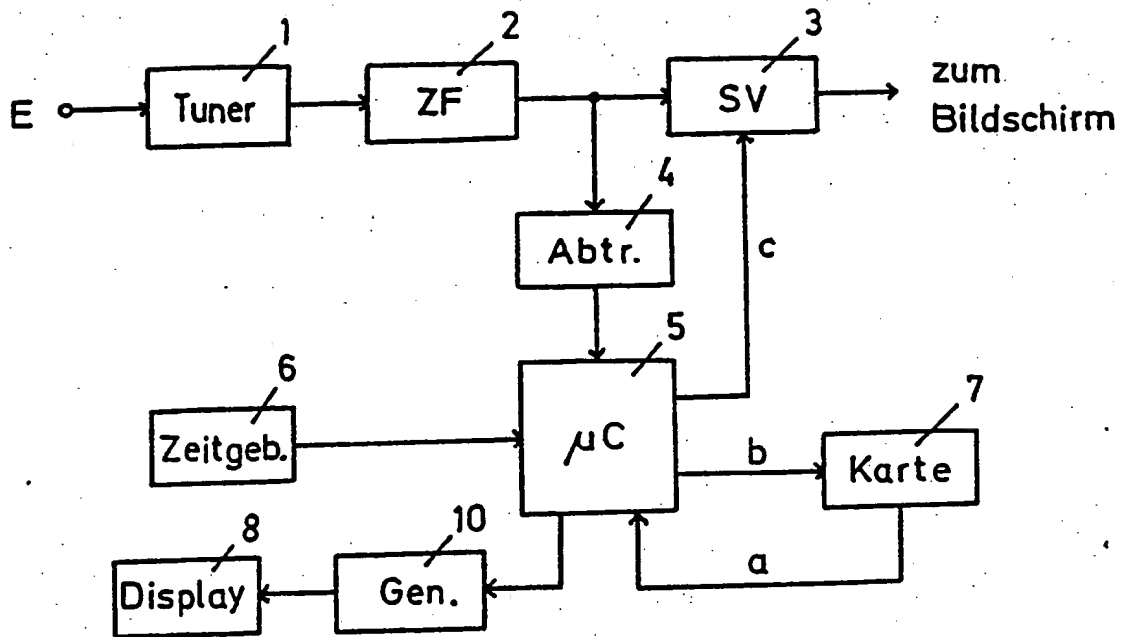 1
2
3
E
Tuner
ZF
SV
zum
Bildschirm
4
Abtr.
c
5
6
7
Zeitgeb.
µC
b
Karte
8
10
a
Display
Gen.